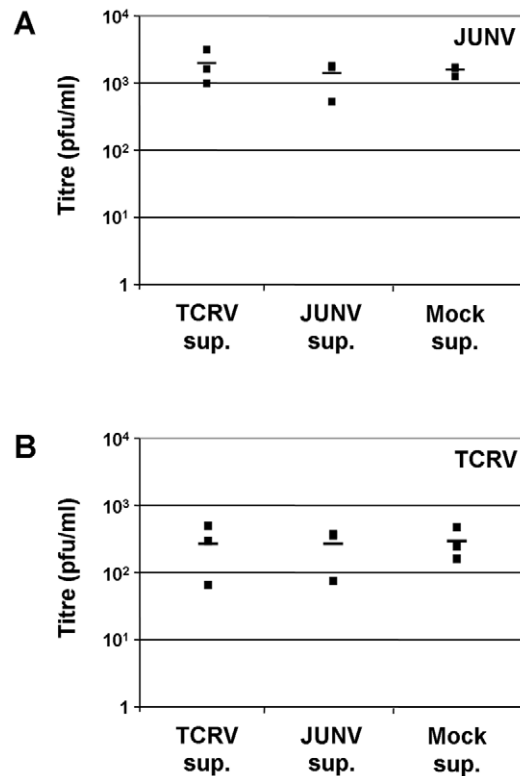 A
JUNV
Titre (pfu/ml)
10⁴
10³
10²
10¹
1
TCRV JUNV Mock
sup. sup. sup.
B
TCRV
Titre (pfu/ml)
10⁴
10³
10²
10¹
1
TCRV JUNV Mock
sup. sup. sup.